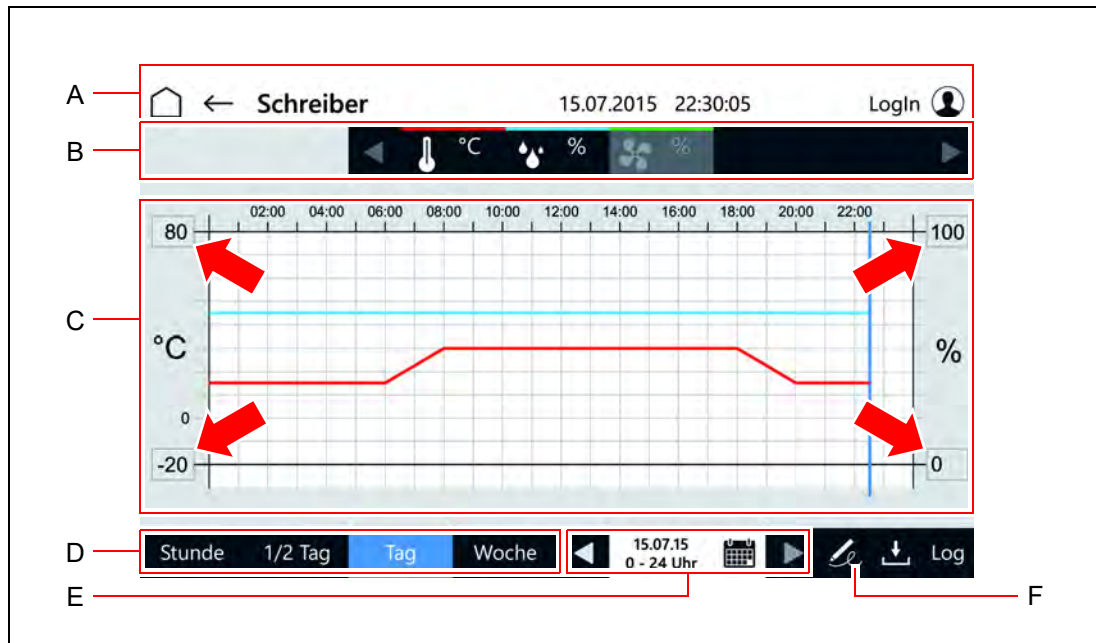 A
Schreiber 15.07.2015 22:30:05 LogIn
B
°C % %
02:00 04:00 06:00 08:00 10:00 12:00 14:00 16:00 18:00 20:00 22:00
80 100
C
°C %
0
-20 0
D
Stunde 1/2 Tag Tag Woche
15.07.15
0 - 24 Uhr
Log
E
F